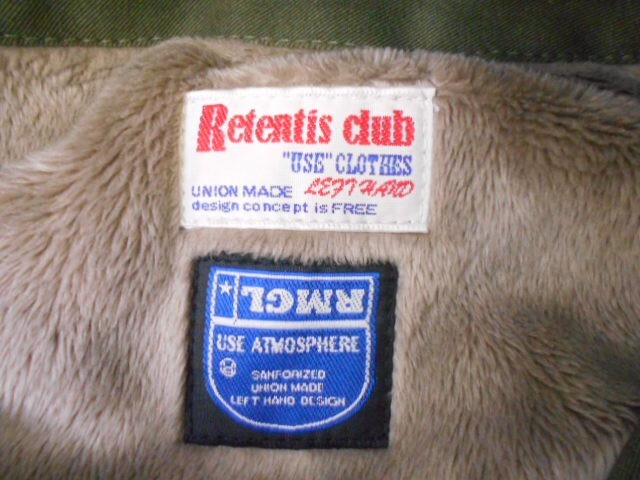 Retentis club
"USE" CLOTHES
UNION MADE LEFT HAND
design concept is FREE
RMCL
USE ATMOSPHERE
SANFORIZED
UNION MADE
LEFT HAND DESIGN